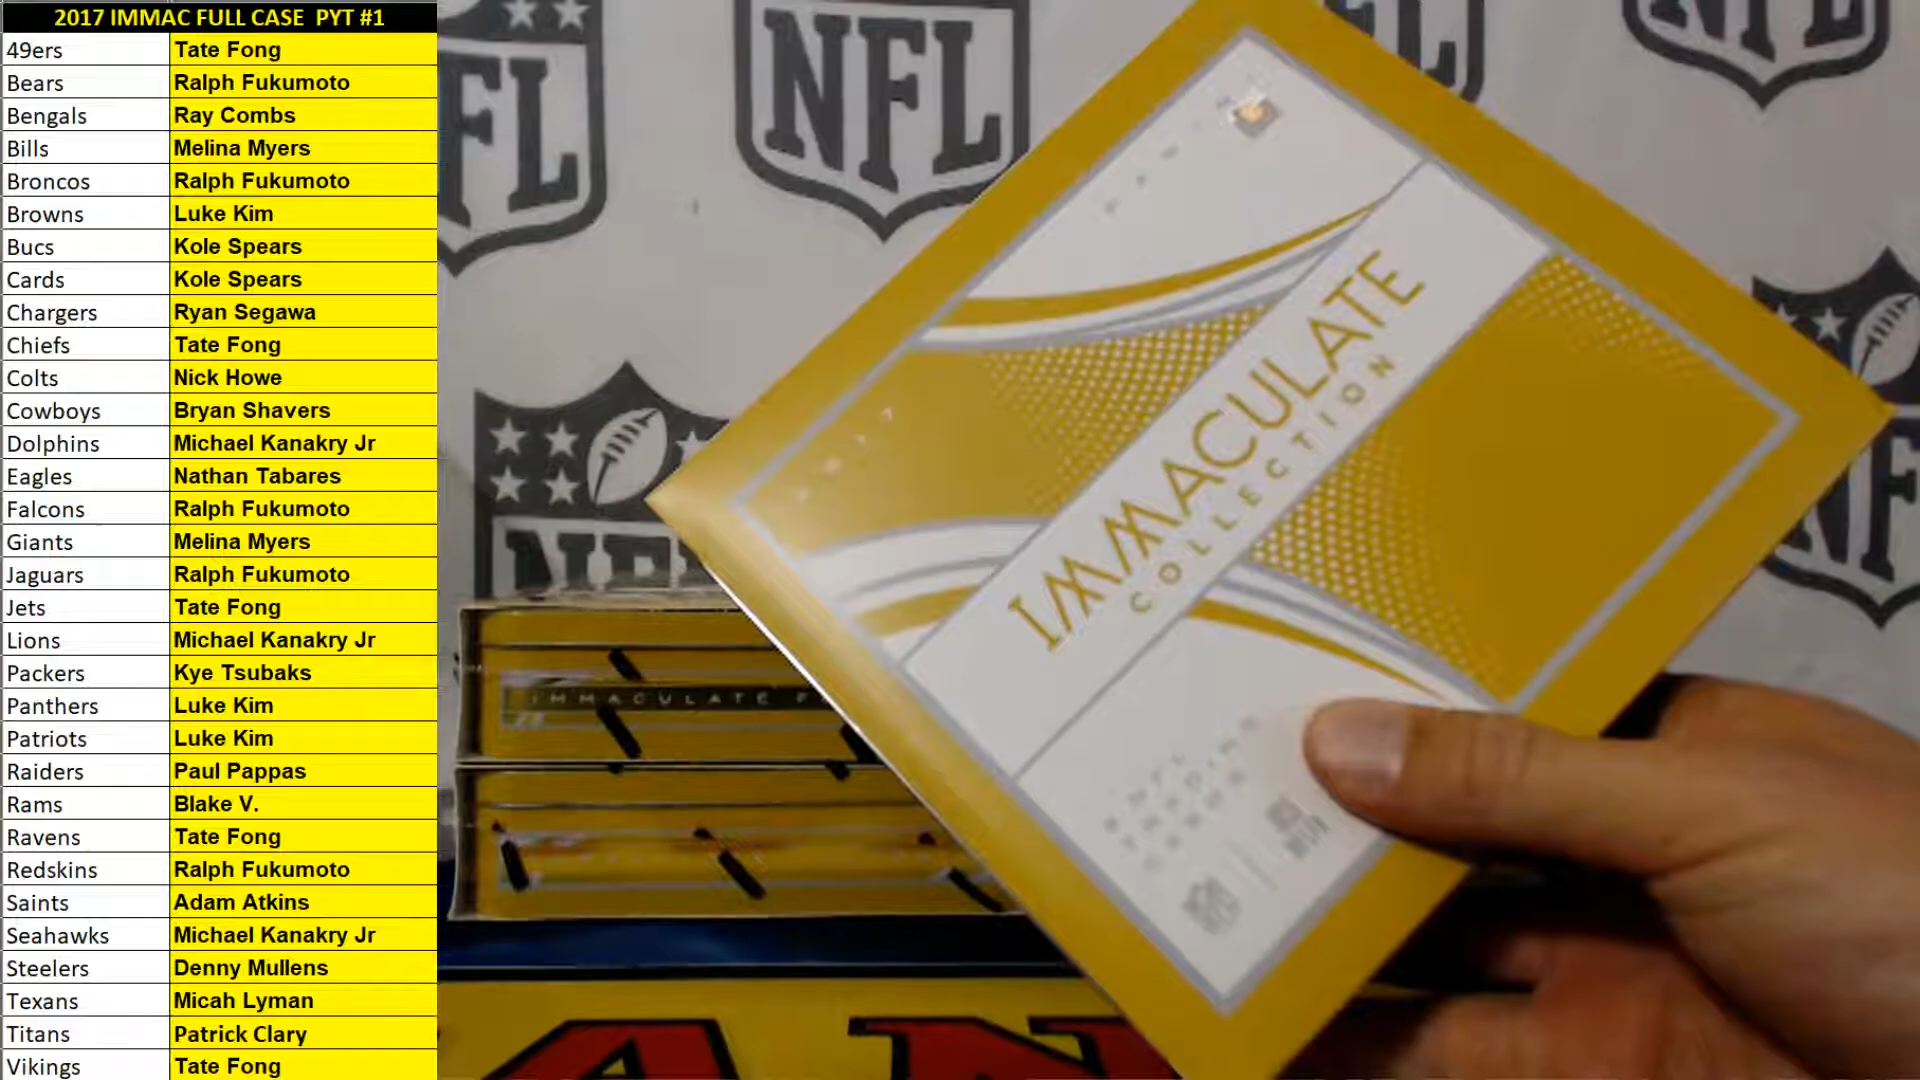 2017 IMMAC FULL CASE PYT #1
49ers Tate Fong
Bears Ralph Fukumoto
Bengals Ray Combs
Bills Melina Myers
Broncos Ralph Fukumoto
Browns Luke Kim
Bucs Kole Spears
Cards Kole Spears
Chargers Ryan Segawa
Chiefs Tate Fong
Colts Nick Howe
Cowboys Bryan Shavers
Dolphins Michael Kanakry Jr
Eagles Nathan Tabares
Falcons Ralph Fukumoto
Giants Melina Myers
Jaguars Ralph Fukumoto
Jets Tate Fong
Lions Michael Kanakry Jr
Packers Kye Tsubaks
Panthers Luke Kim
Patriots Luke Kim
Raiders Paul Pappas
Rams Blake V.
Ravens Tate Fong
Redskins Ralph Fukumoto
Saints Adam Atkins
Seahawks Michael Kanakry Jr
Steelers Denny Mullens
Texans Micah Lyman
Titans Patrick Clary
Vikings Tate Fong
NFL
NFL
IMMACULATE
COLLECTION
IMMACULATE